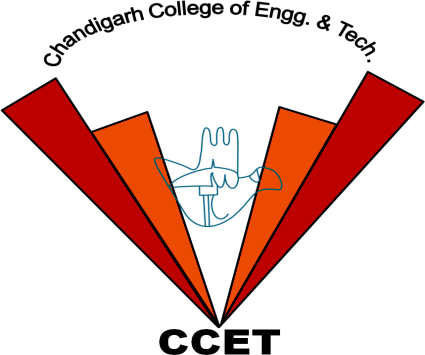 Chandigarh College of Engg. & Tech.
CCET